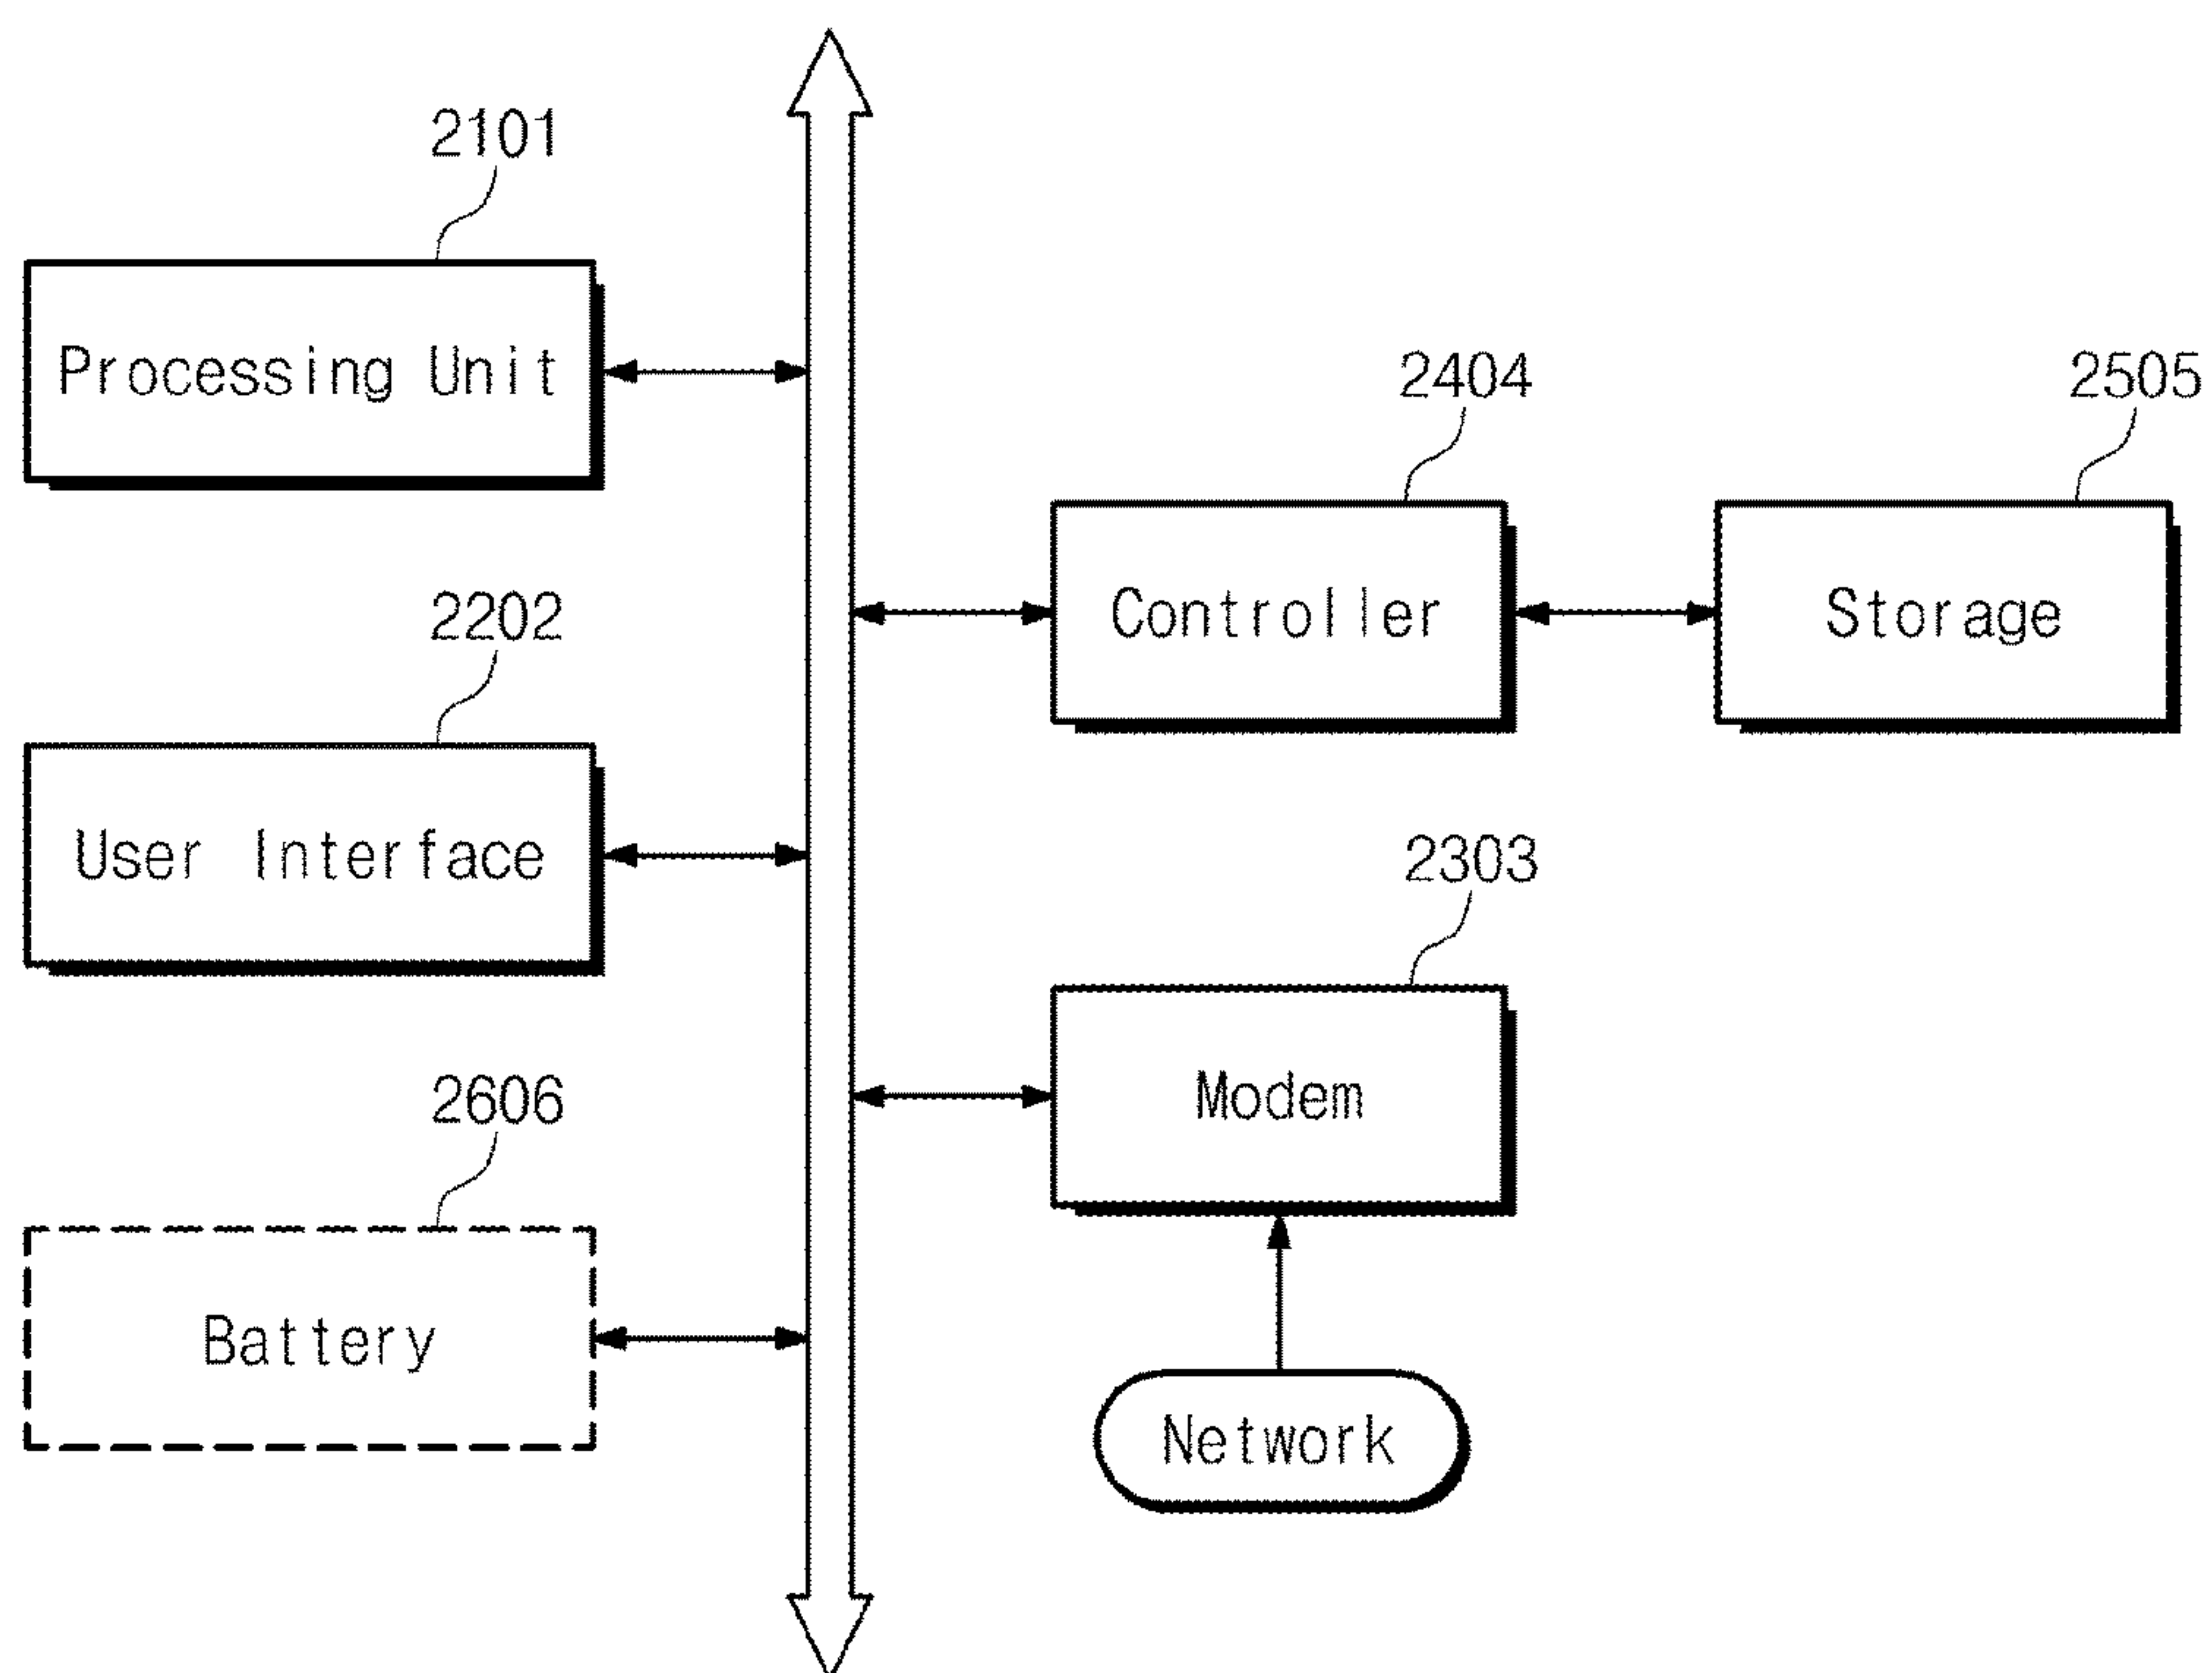 2101
Processing Unit
2404
2505
Controller
Storage
2202
User Interface
2303
Modem
2606
Battery
Network